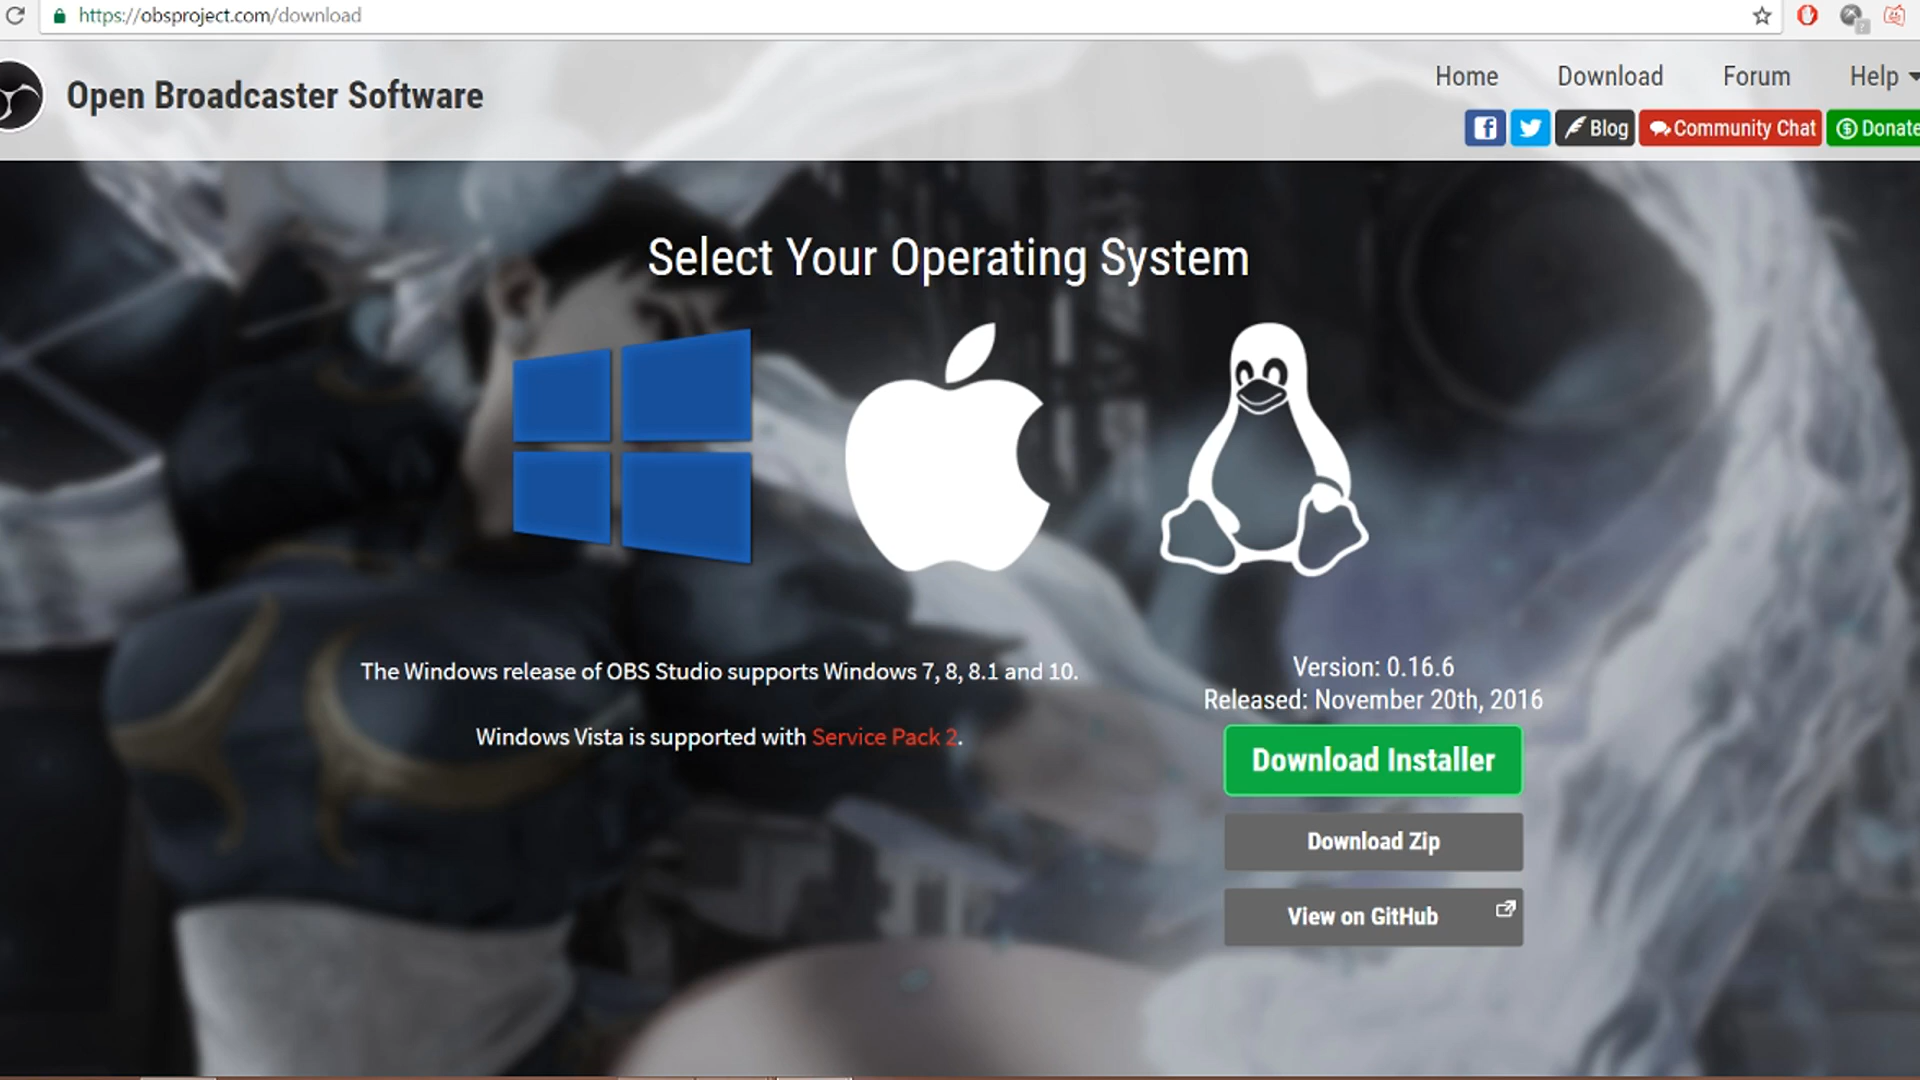 https://obsproject.com/download
Open Broadcaster Software
Home Download Forum Help
Blog Community Chat Donate
Select Your Operating System
The Windows release of OBS Studio supports Windows 7, 8, 8.1 and 10.
Windows Vista is supported with Service Pack 2.
Version: 0.16.6
Released: November 20th, 2016
Download Installer
Download Zip
View on GitHub